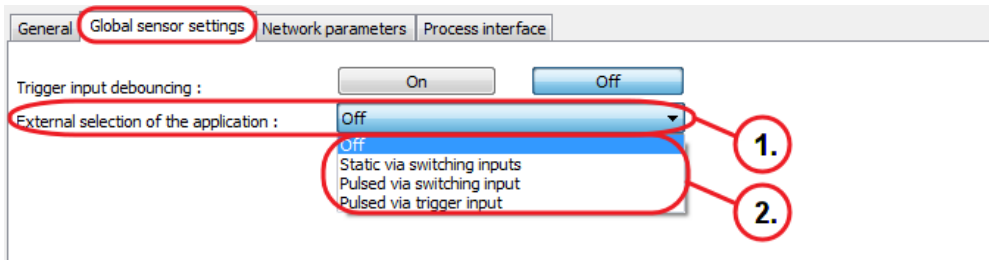 General Global sensor settings Network parameters Process interface
Trigger input debouncing : On Off
External selection of the application : Off
1.
Off
Static via switching inputs
Pulsed via switching input
Pulsed via trigger input
2.